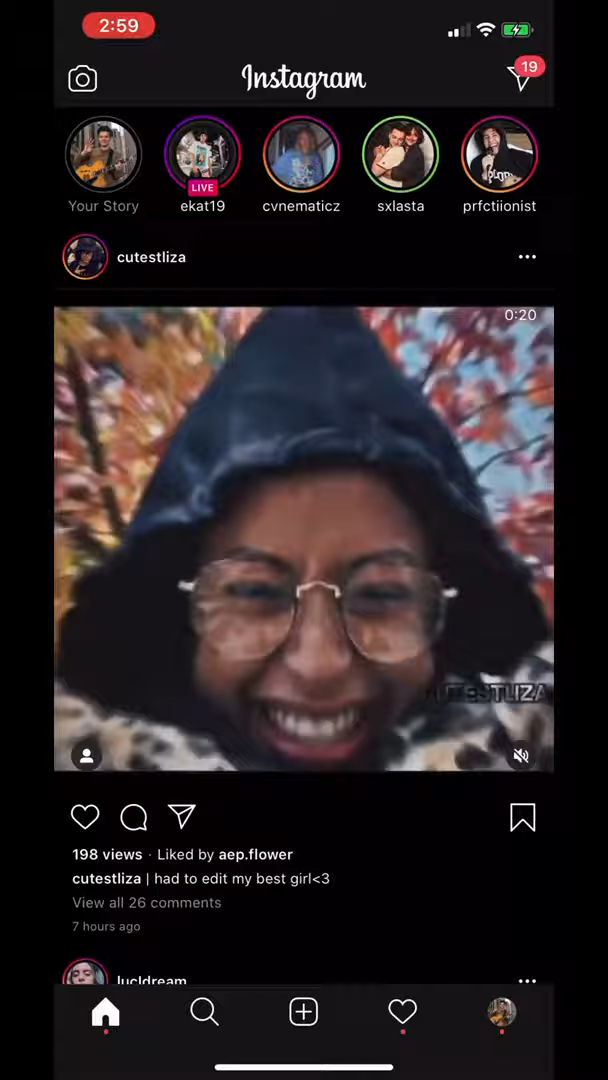 2:59
Instagram
19
LIVE
Your Story
ekat19
cvnematicz
sxlasta
prfctiionist
cutestliza
0:20
198 views · Liked by aep.flower
cutestliza | had to edit my best girl<3
View all 26 comments
7 hours ago
lucldream